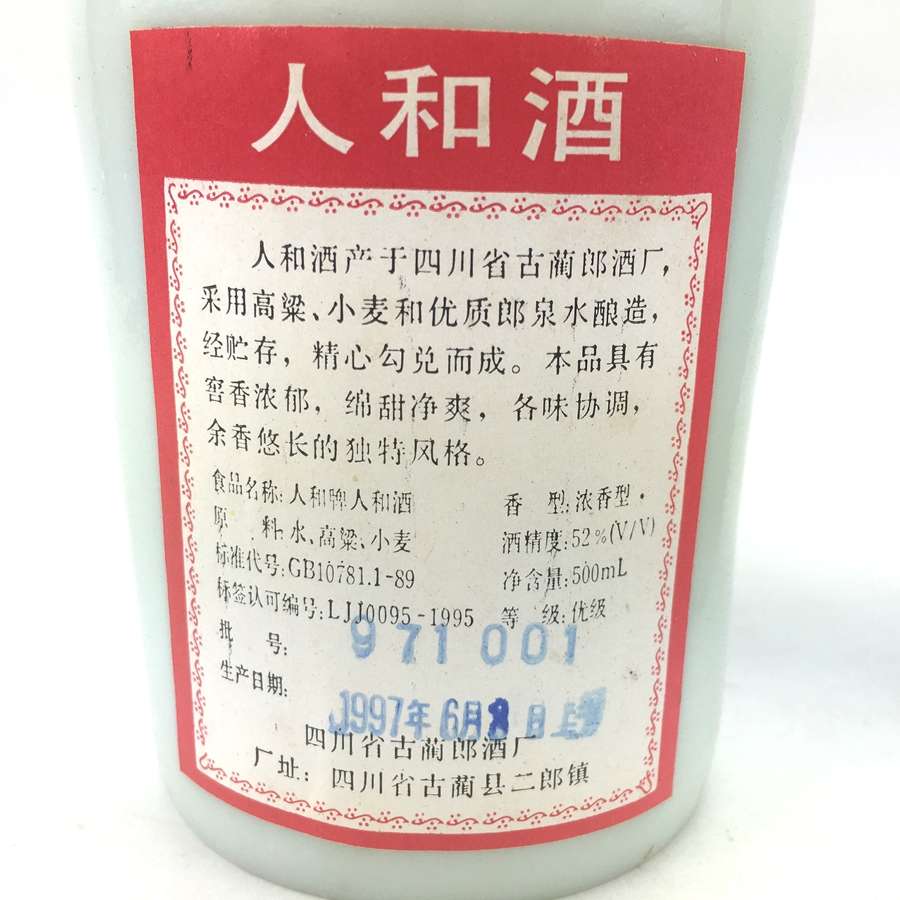 人和酒
人和酒产于四川省古蔺郎酒厂，
采用高粱、小麦和优质郎泉水酿造，
经贮存，精心勾兑而成。本品具有
窖香浓郁，绵甜净爽，各味协调，
余香悠长的独特风格。
食品名称：人和牌人和酒 香 型：浓香型
原 料：水、高粱、小麦 酒精度：52%(V/V)
标准代号：GB10781.1-89 净含量：500mL
标签认可编号：LJJ0095-1995 等 级：优级
批 号： 971001
生产日期： 1997年6月8日
四川省古蔺郎酒厂
厂址：四川省古蔺县二郎镇